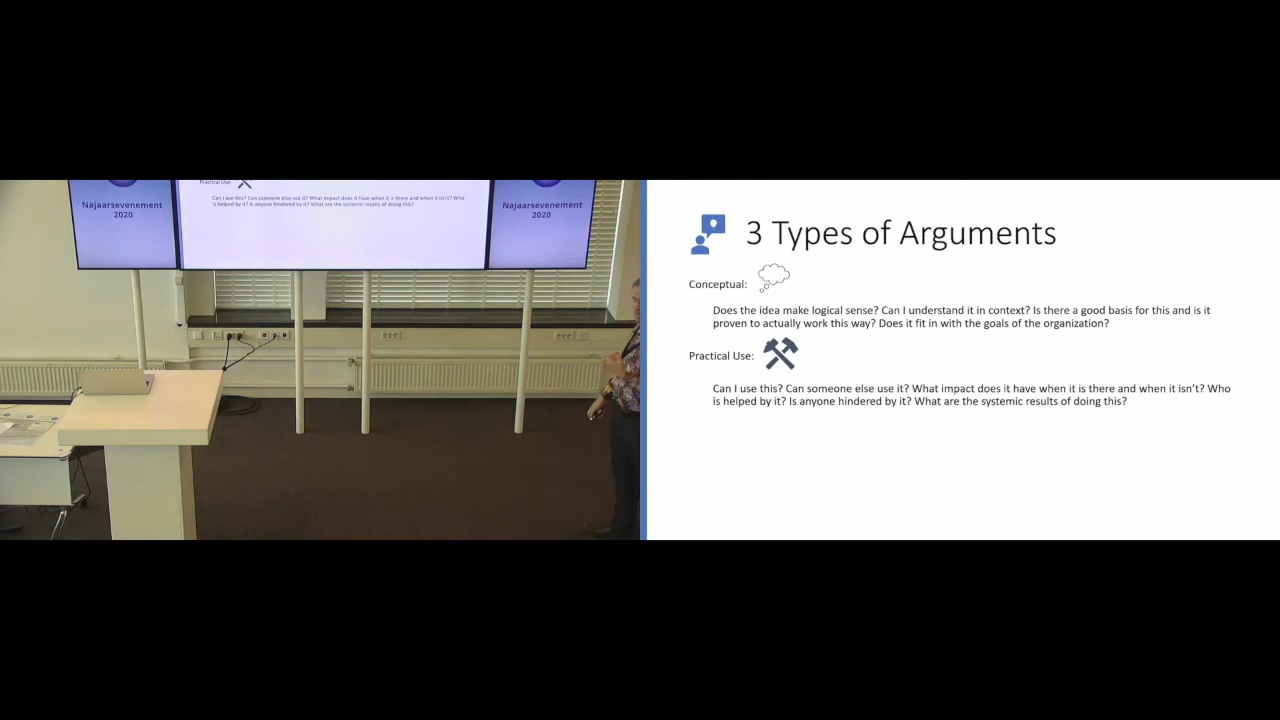 Najaarsevenement
2020
Practical Use:
Can I use this? Can someone else use it? What impact does it have when it is there and when it isn't? Who
is helped by it? Is anyone hindered by it? What are the systemic results of doing this?
Najaarsevenement
2020
3 Types of Arguments
Conceptual:
Does the idea make logical sense? Can I understand it in context? Is there a good basis for this and is it
proven to actually work this way? Does it fit in with the goals of the organization?
Practical Use:
Can I use this? Can someone else use it? What impact does it have when it is there and when it isn't? Who
is helped by it? Is anyone hindered by it? What are the systemic results of doing this?